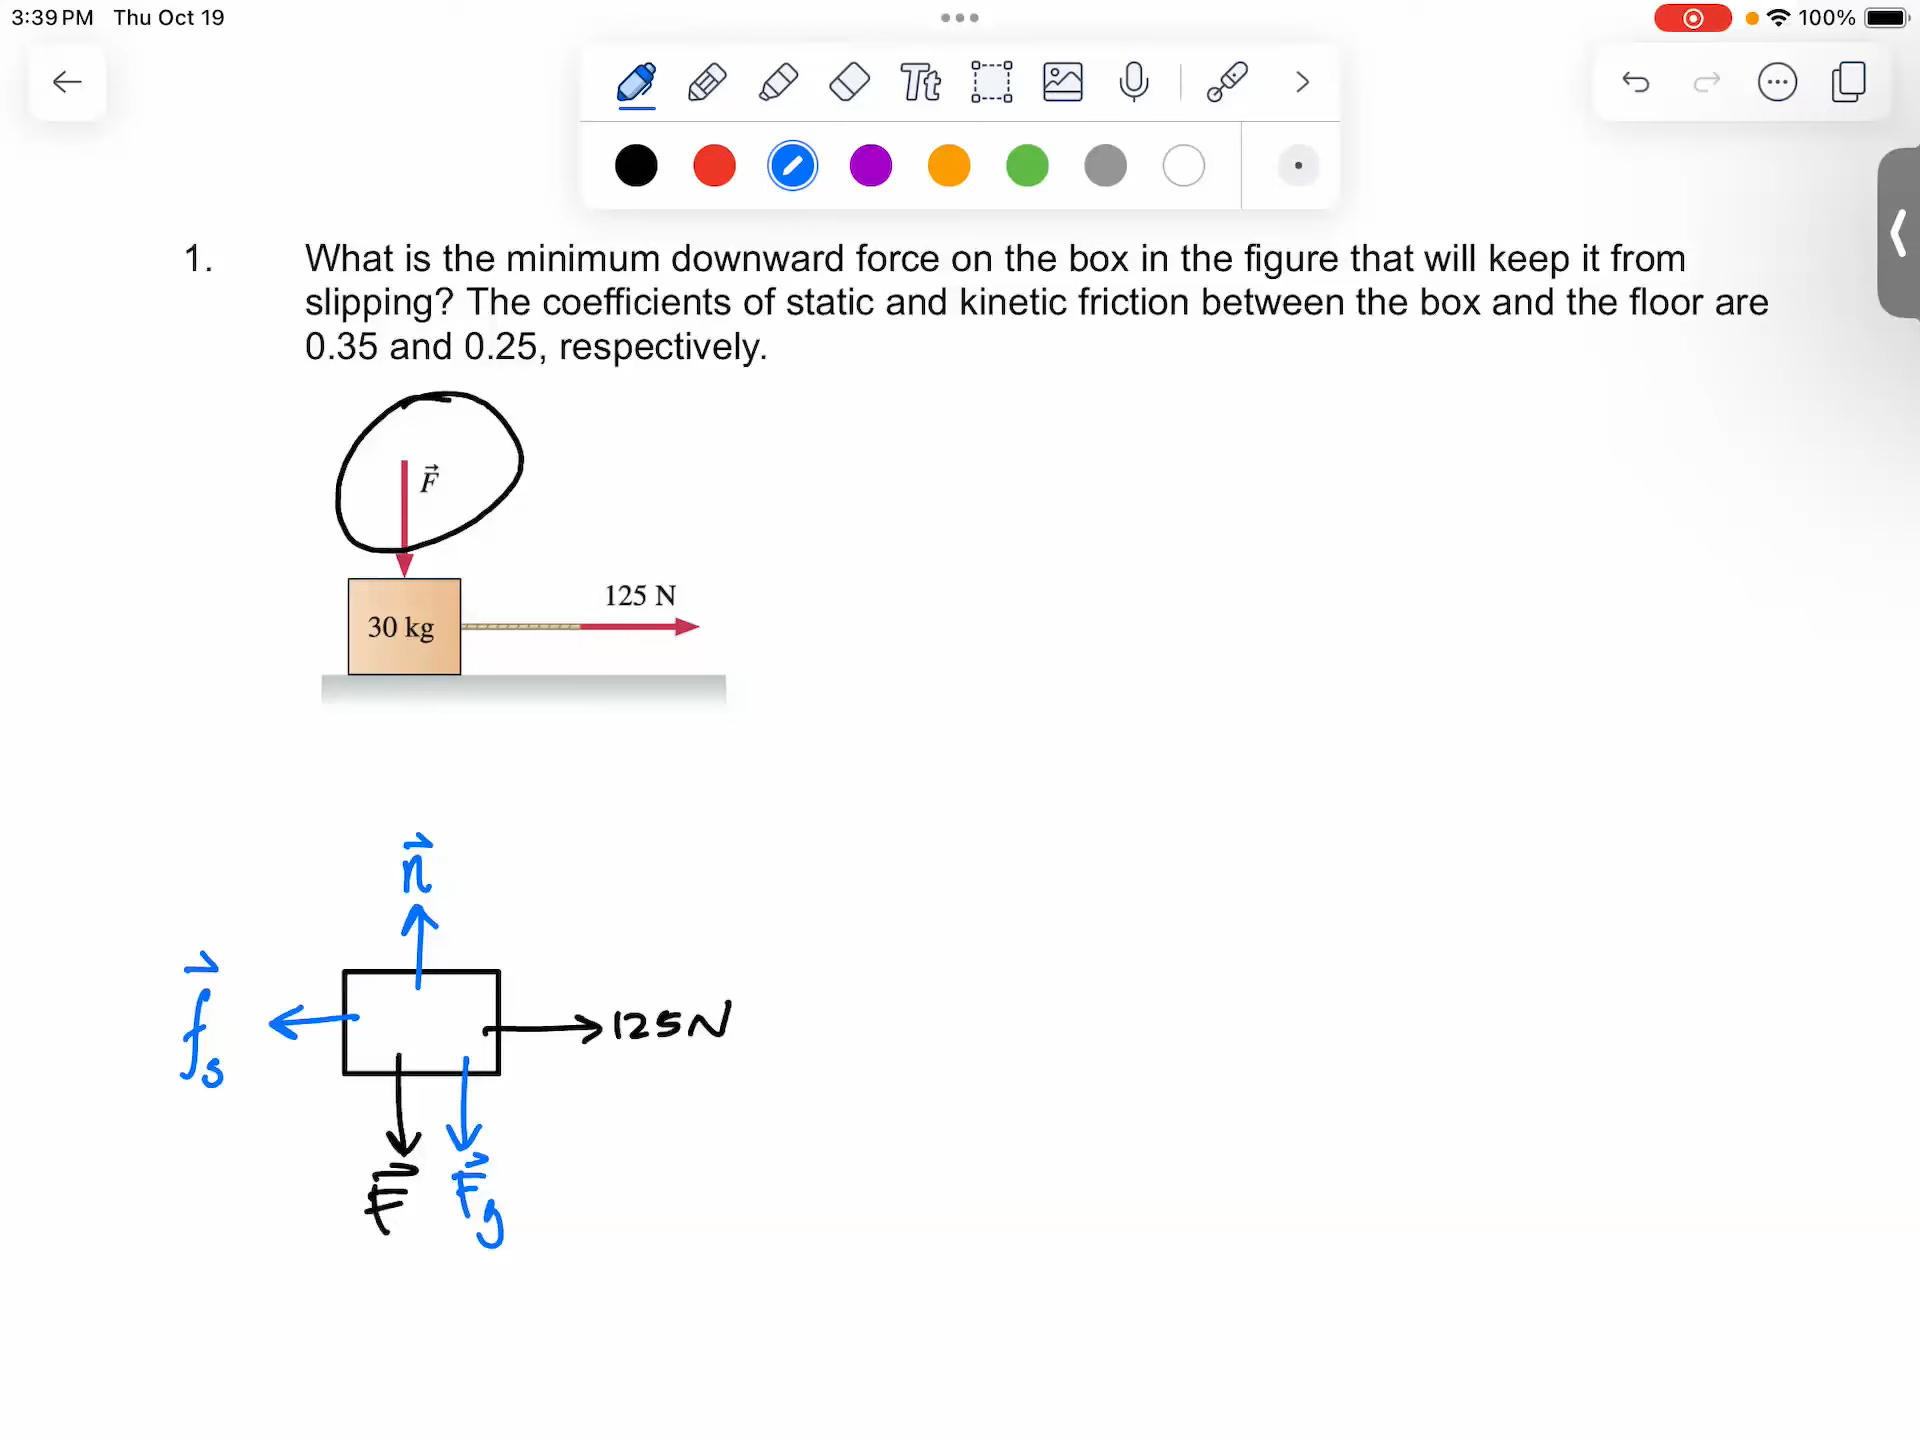 3:39 PM Thu Oct 19
100%
Tt
1. What is the minimum downward force on the box in the figure that will keep it from
slipping? The coefficients of static and kinetic friction between the box and the floor are
0.35 and 0.25, respectively.
F⃗
125 N
30 kg
n⃗
f⃗s
125N
F⃗
F⃗g